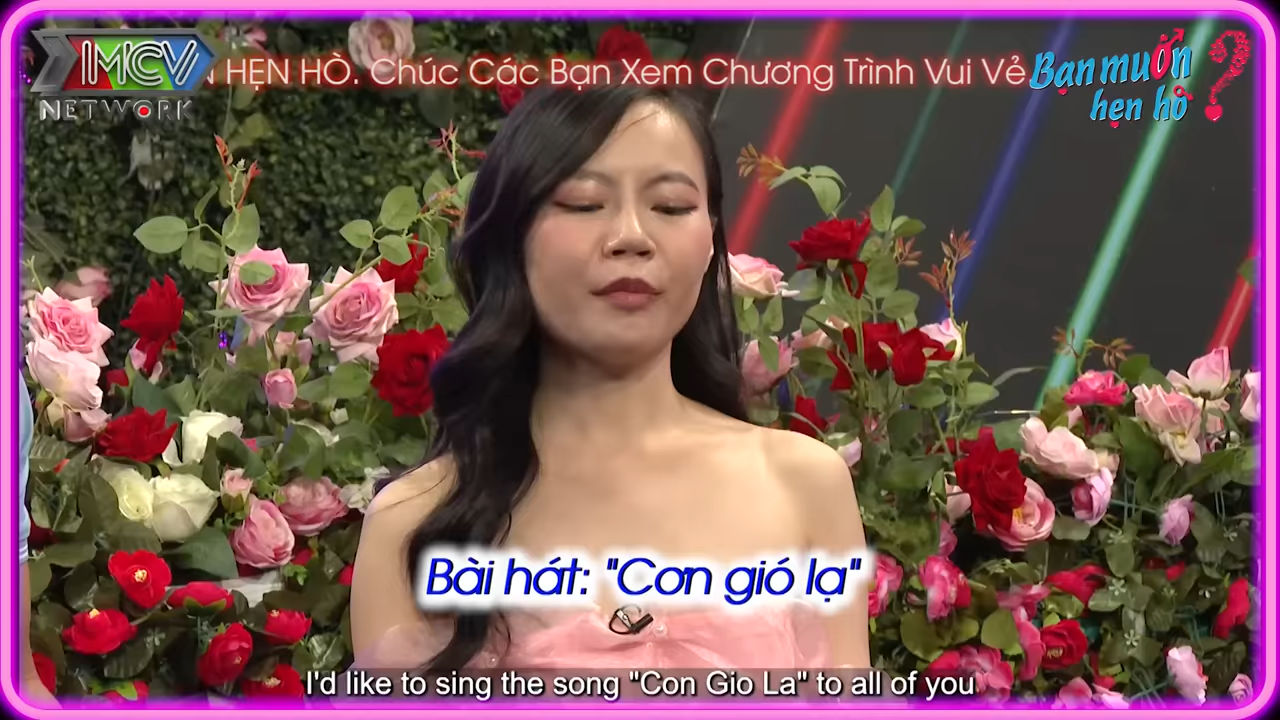 MCV
NETWORK
N HẸN HÒ. Chúc Các Bạn Xem Chương Trình Vui Vẻ
Bạn muốn
hẹn hò ?
Bài hát: "Cơn gió lạ"
I'd like to sing the song "Con Gio La" to all of you